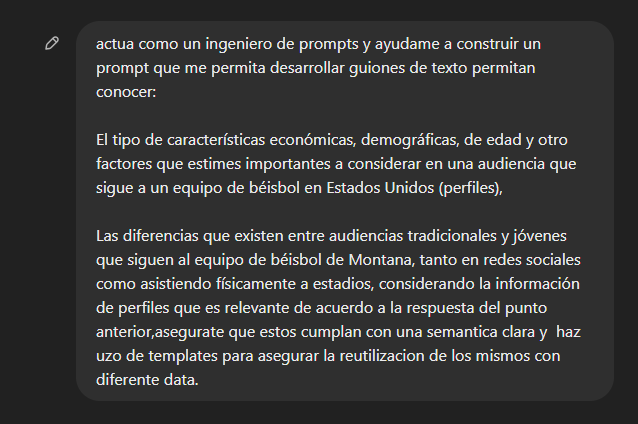 actua como un ingeniero de prompts y ayudame a construir un
prompt que me permita desarrollar guiones de texto permitan
conocer:
El tipo de características económicas, demográficas, de edad y otro
factores que estimes importantes a considerar en una audiencia que
sigue a un equipo de béisbol en Estados Unidos (perfiles),
Las diferencias que existen entre audiencias tradicionales y jóvenes
que siguen al equipo de béisbol de Montana, tanto en redes sociales
como asistiendo físicamente a estadios, considerando la información
de perfiles que es relevante de acuerdo a la respuesta del punto
anterior,asegurate que estos cumplan con una semantica clara y  haz
uzo de templates para asegurar la reutilizacion de los mismos con
diferente data.